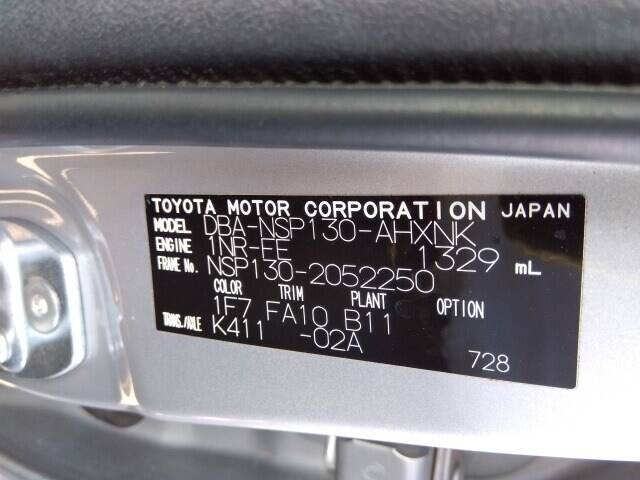 TOYOTA MOTOR CORPORATION JAPAN
MODEL DBA-NSP130-AHXNK
ENGINE 1NR-FE 1329 mL
FRAME No. NSP130-2052250
COLOR TRIM PLANT OPTION
1F7 FA10 B11
TRANS./AXLE K411 -02A
728